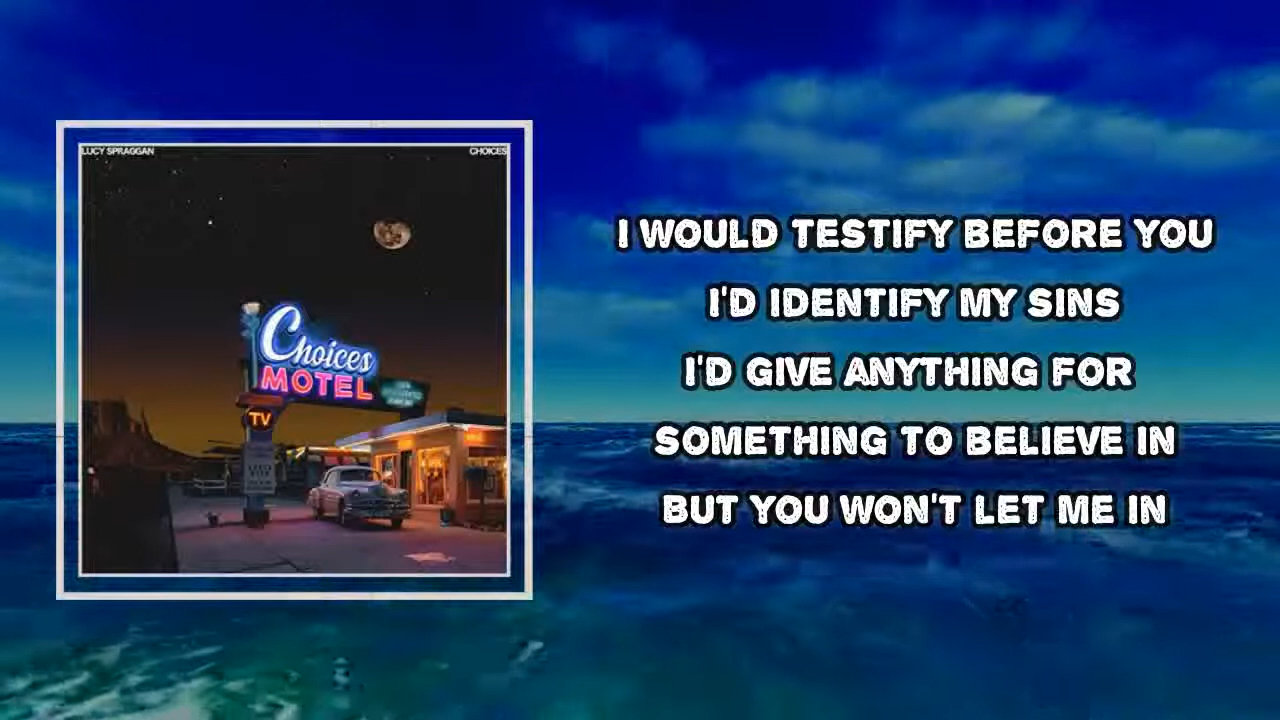 LUCY SPRAGGAN
CHOICES
Choices
MOTEL
TV
I WOULD TESTIFY BEFORE YOU
I'D IDENTIFY MY SINS
I'D GIVE ANYTHING FOR
SOMETHING TO BELIEVE IN
BUT YOU WON'T LET ME IN